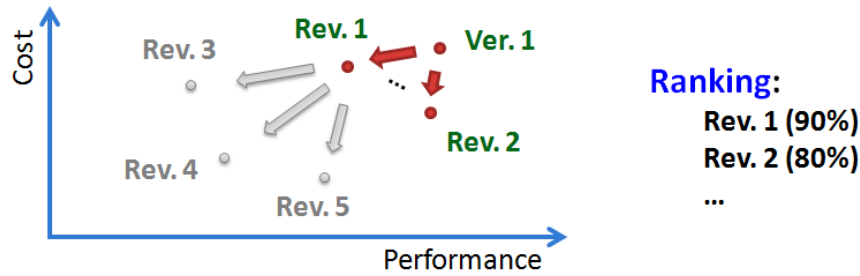 Cost
Rev. 3
Rev. 1
Ver. 1
...
Rev. 2
Rev. 4
Rev. 5
Performance
Ranking:
Rev. 1 (90%)
Rev. 2 (80%)
...